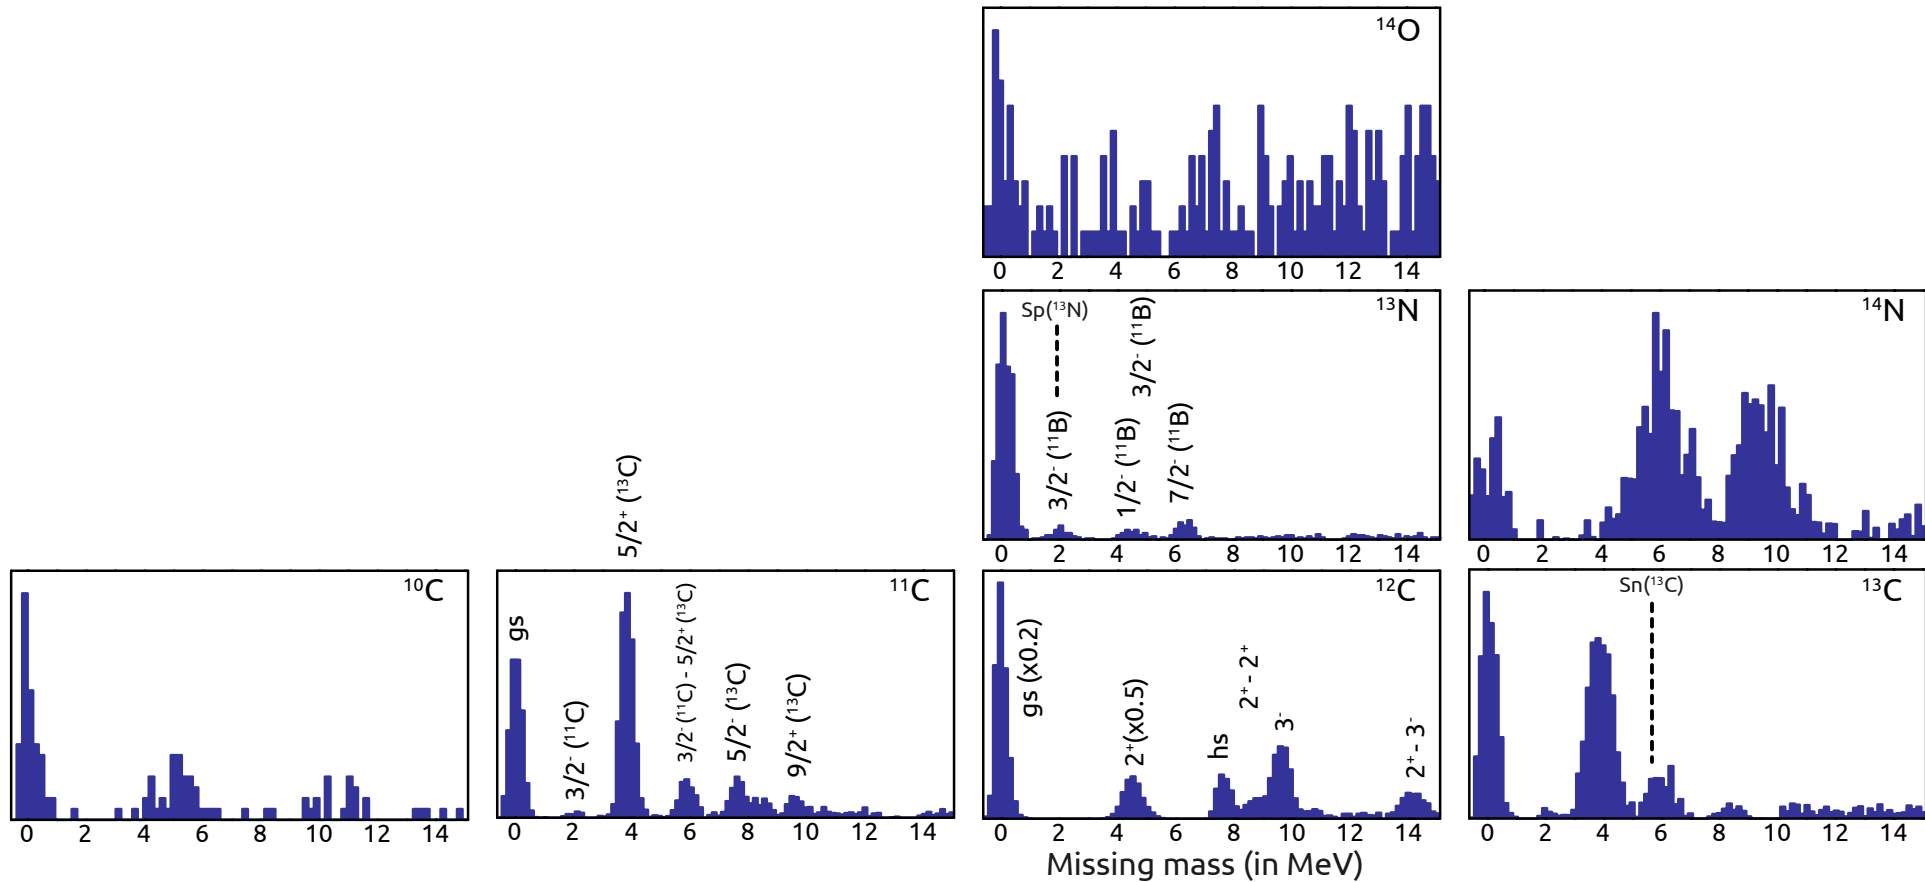 ¹⁴O
0 2 4 6 8 10 12 14
Sp(¹³N)
3/2⁻ (¹¹B)
1/2⁻ (¹¹B)
3/2⁻ (¹¹B)
7/2⁻ (¹¹B)
¹³N
0 2 4 6 8 10 12 14
¹⁴N
0 2 4 6 8 10 12 14
¹⁰C
0 2 4 6 8 10 12 14
gs
3/2⁻ (¹¹C)
5/2⁺ (¹³C)
3/2⁻ (¹¹C) - 5/2⁺ (¹³C)
5/2⁻ (¹³C)
9/2⁺ (¹³C)
¹¹C
0 2 4 6 8 10 12 14
gs (x0.2)
2⁺(x0.5)
hs
2⁺- 2⁺
3⁻
2⁺- 3⁻
¹²C
0 2 4 6 8 10 12 14
Sn(¹³C)
¹³C
0 2 4 6 8 10 12 14
Missing mass (in MeV)